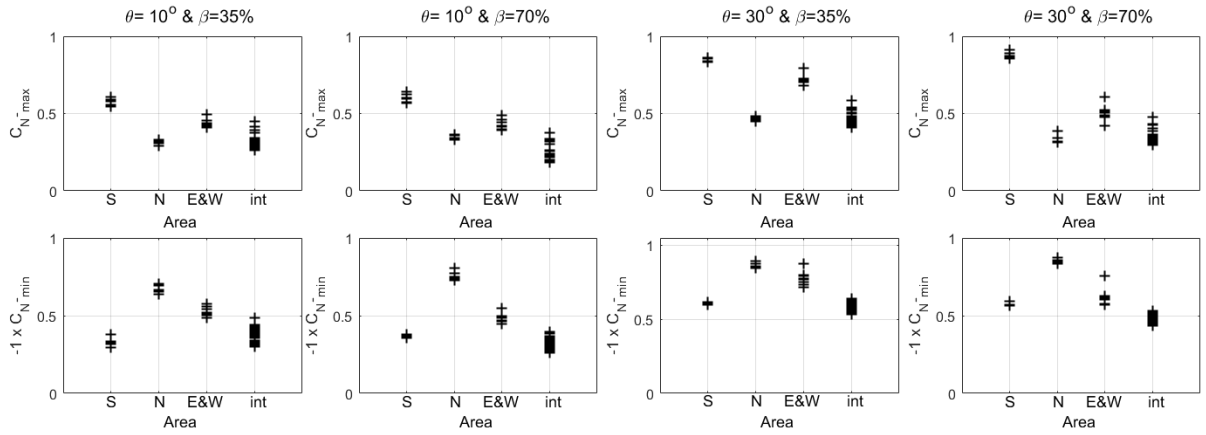 θ= 10° & β=35%
θ= 10° & β=70%
θ= 30° & β=35%
θ= 30° & β=70%
1
0.5
0
C_N-max
S N E&W int
Area
1
0.5
0
C_N-max
S N E&W int
Area
1
0.5
0
C_N-max
S N E&W int
Area
1
0.5
0
C_N-max
S N E&W int
Area
1
0.5
0
-1 x C_N-min
S N E&W int
Area
1
0.5
0
-1 x C_N-min
S N E&W int
Area
1
0.5
0
-1 x C_N-min
S N E&W int
Area
1
0.5
0
-1 x C_N-min
S N E&W int
Area